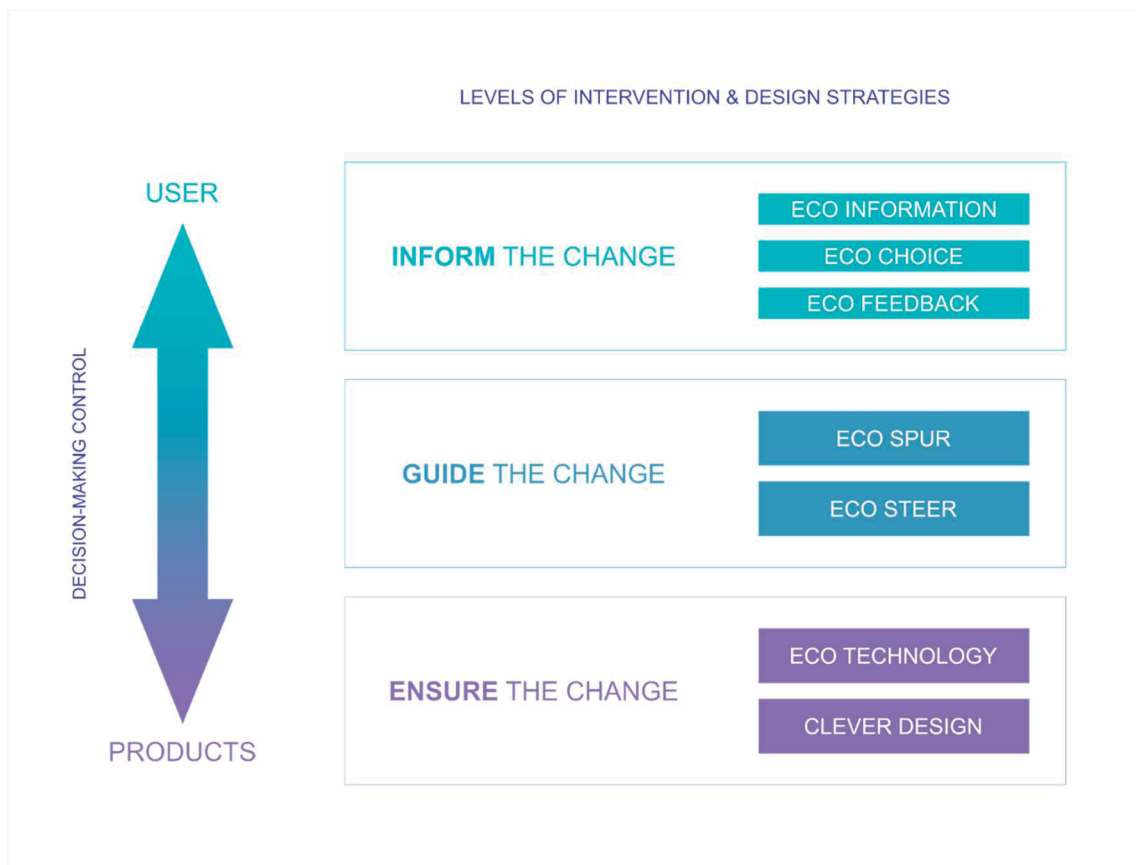 LEVELS OF INTERVENTION & DESIGN STRATEGIES
USER
DECISION-MAKING CONTROL
PRODUCTS
INFORM THE CHANGE
ECO INFORMATION
ECO CHOICE
ECO FEEDBACK
GUIDE THE CHANGE
ECO SPUR
ECO STEER
ENSURE THE CHANGE
ECO TECHNOLOGY
CLEVER DESIGN